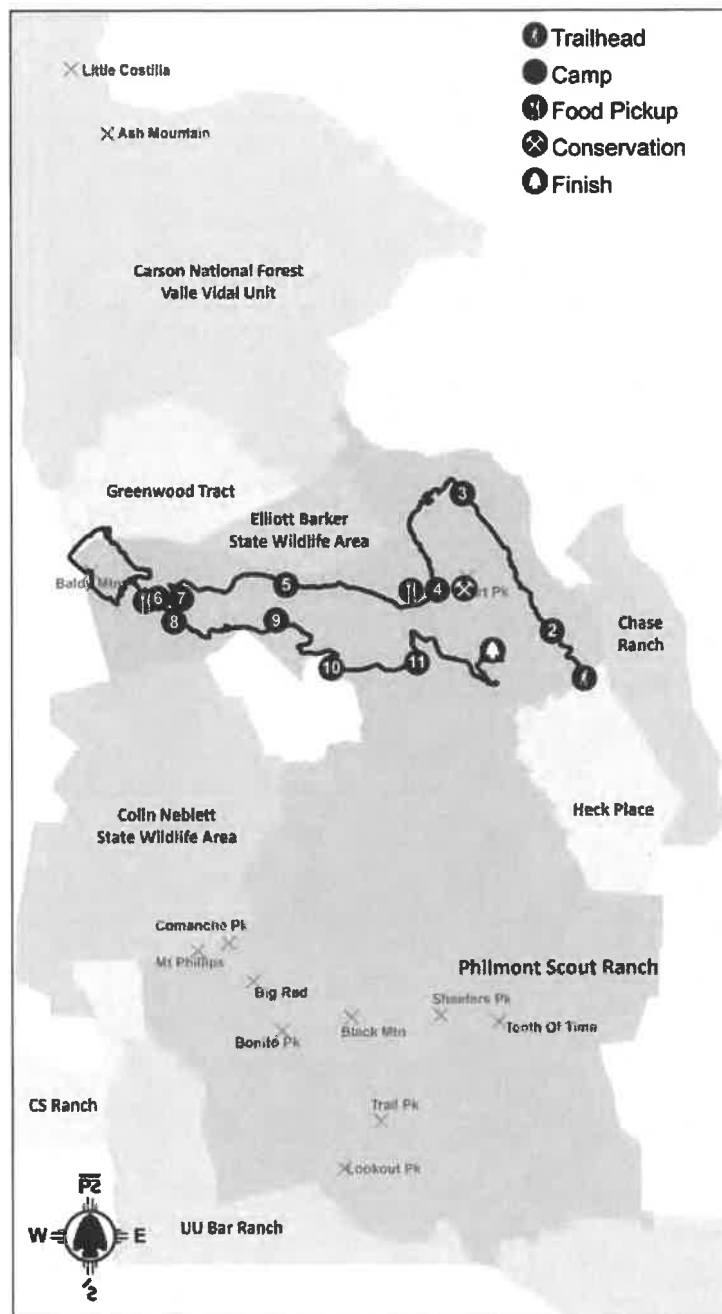 Trailhead
Camp
Food Pickup
Conservation
Finish
Little Costilla
Ash Mountain
Carson National Forest
Valle Vidal Unit
Greenwood Tract
Elliott Barker
State Wildlife Area
3
Baldy Mtn
6
7
5
4
rt Pk
8
9
2
Chase
Ranch
10
11
Heck Place
Colin Neblett
State Wildlife Area
Comanche Pk
Mt Phillips
Philmont Scout Ranch
Big Red
Shaefers Pk
Black Mtn
Tooth Of Time
Bonito Pk
CS Ranch
Trail Pk
Lookout Pk
UU Bar Ranch
W
E